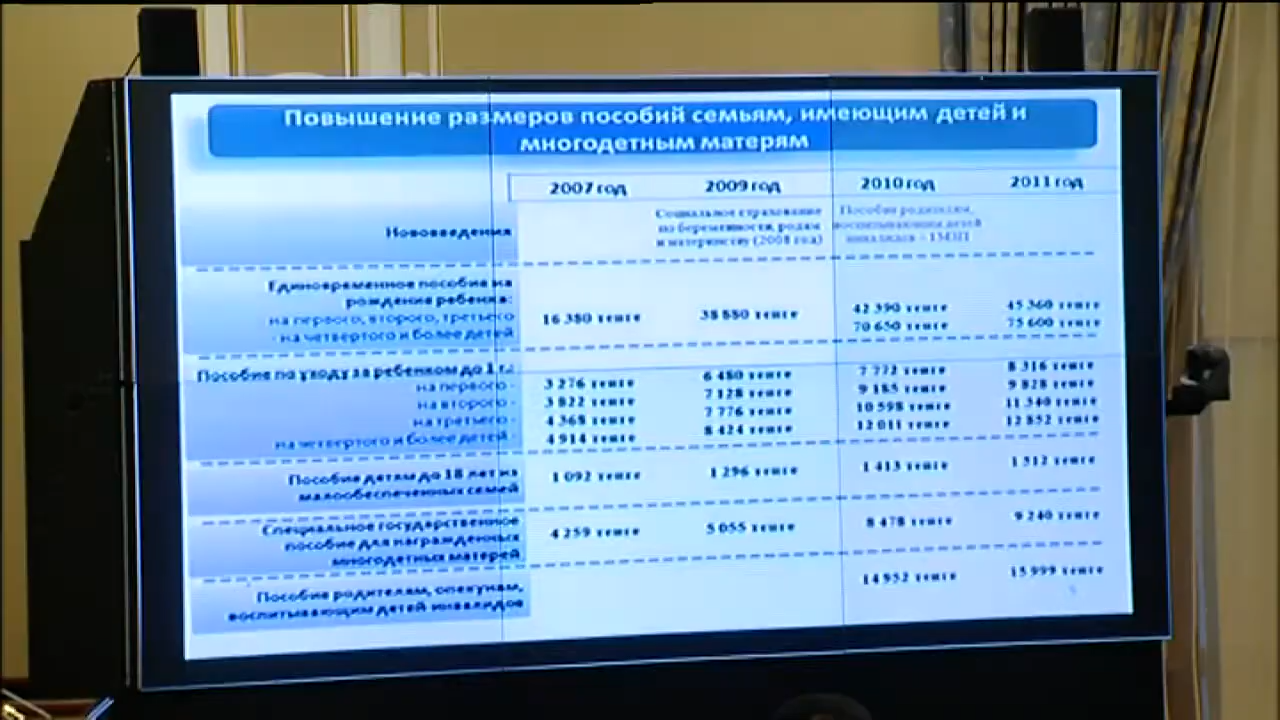 Повышение размеров пособий семьям, имеющим детей и
многодетным матерям
2007 год 2009 год 2010 год 2011 год
Нововведения
Социальное страхование
по беременности, родам
и материнству (2008 год)
Пособия родителям,
воспитывающим детей
инвалидов -
Единовременное пособие на
рождение ребенка:
на первого, второго, третьего
- на четвертого и более детей
16 380 тенге 38 880 тенге 42 390 тенге 45 360 тенге
70 650 тенге 75 600 тенге
Пособие по уходу за ребенком до 1 г.:
на первого - 3 276 тенге 6 480 тенге 7 772 тенге 8 316 тенге
на второго - 3 822 тенге 7 128 тенге 9 185 тенге 9 828 тенге
на третьего - 4 368 тенге 7 776 тенге 10 598 тенге 11 340 тенге
на четвертого и более детей - 4 914 тенге 8 424 тенге 12 011 тенге 12 852 тенге
Пособие детям до 18 лет из
малообеспеченных семей
1 092 тенге 1 296 тенге 1 413 тенге 1 512 тенге
Специальное государственное
пособие для награжденных
многодетных матерей
4 259 тенге 5 055 тенге 8 478 тенге 9 240 тенге
Пособие родителям, опекунам,
воспитывающим детей-инвалидов
14 952 тенге 15 999 тенге